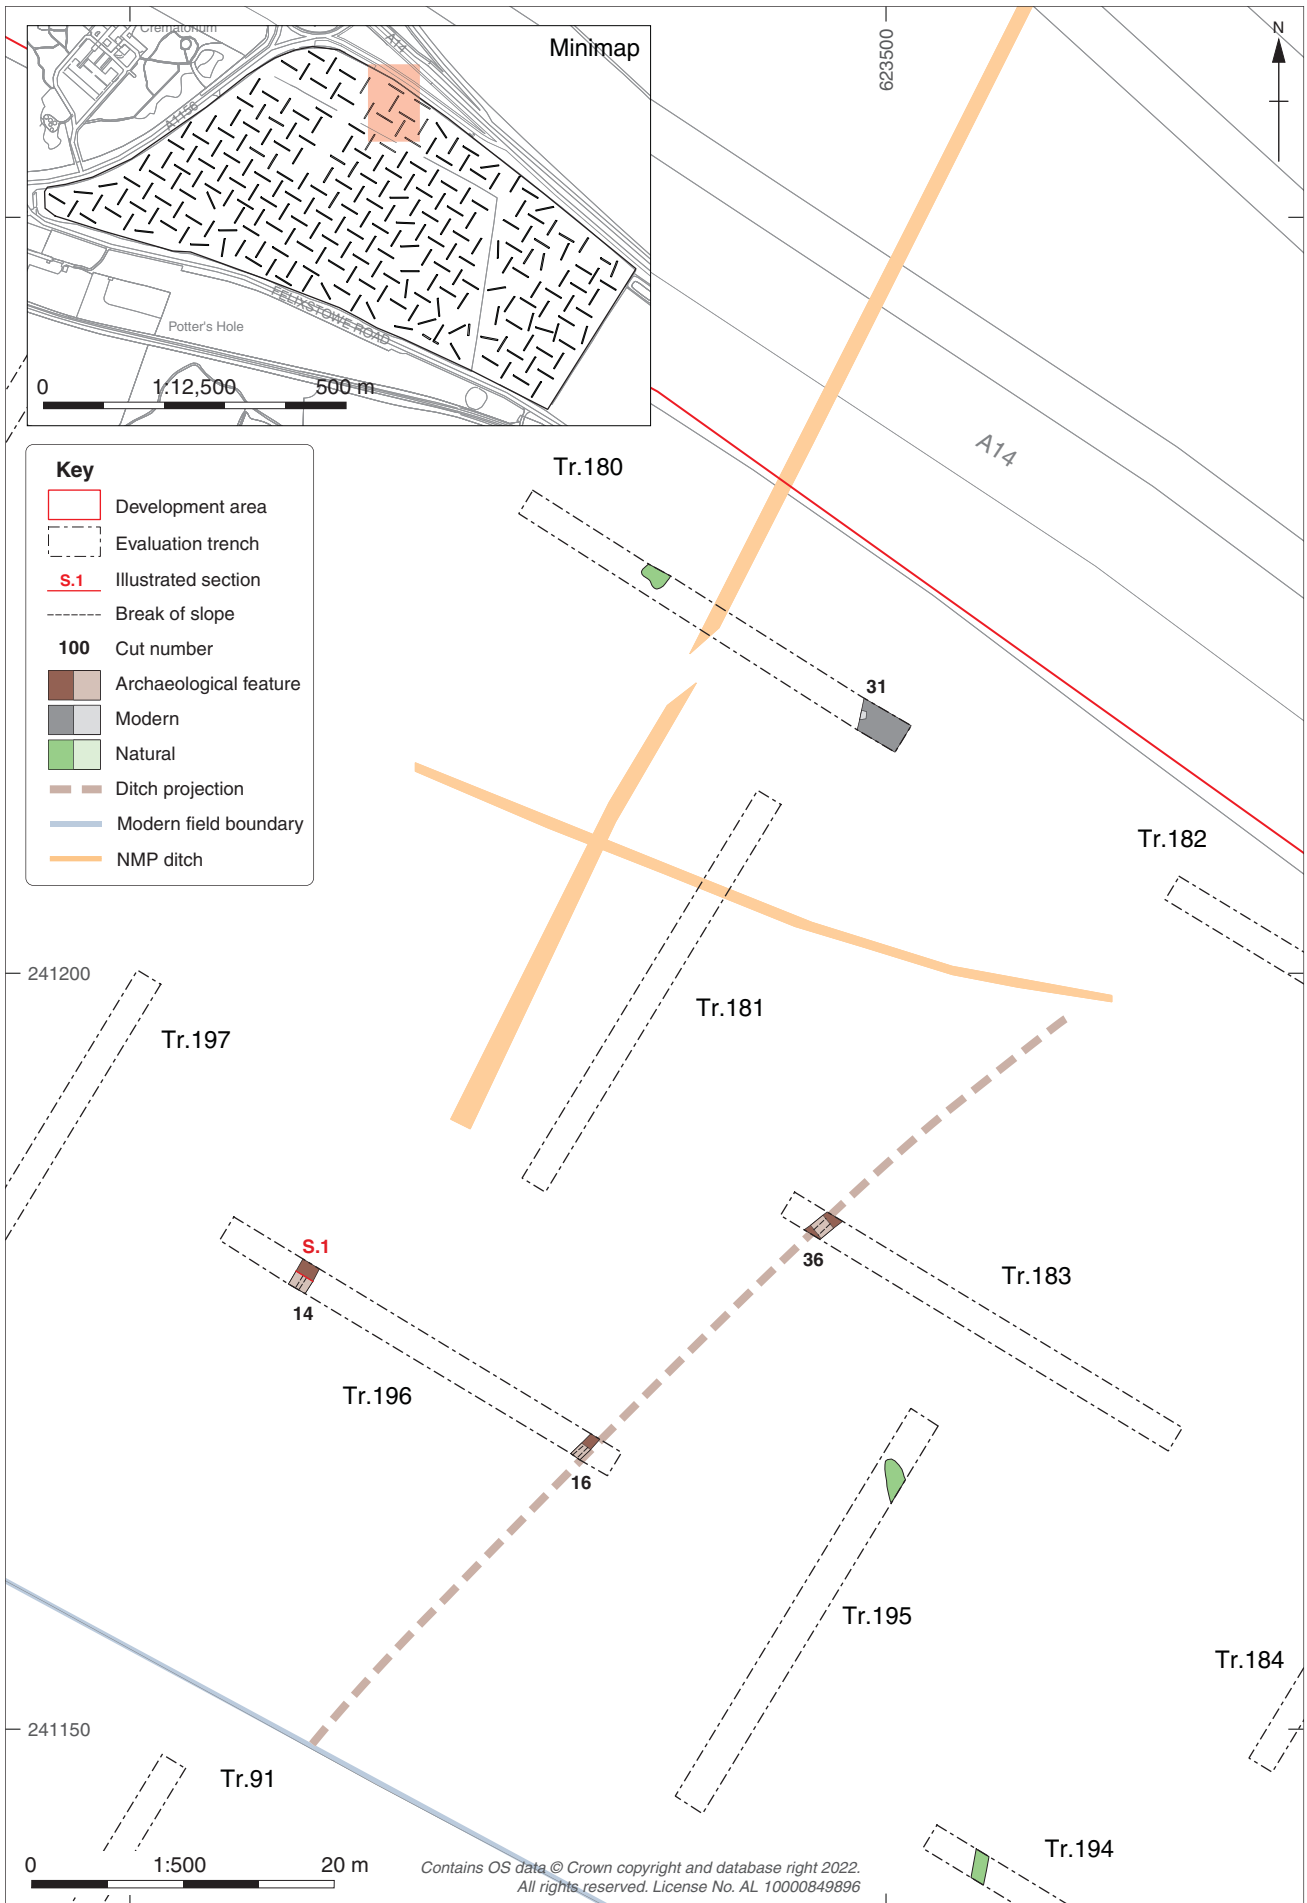 Crematorium
A14
Minimap
A1156
FELIXSTOWE ROAD
Potter's Hole
0 1:12,500 500 m
623500
N
A14
Key
Development area
Evaluation trench
S.1 Illustrated section
Break of slope
100 Cut number
Archaeological feature
Modern
Natural
Ditch projection
Modern field boundary
NMP ditch
Tr.180
31
Tr.182
241200
Tr.181
Tr.197
S.1
14
36
Tr.183
Tr.196
16
Tr.195
Tr.184
241150
Tr.91
Tr.194
0 1:500 20 m
Contains OS data © Crown copyright and database right 2022.
All rights reserved. License No. AL 10000849896